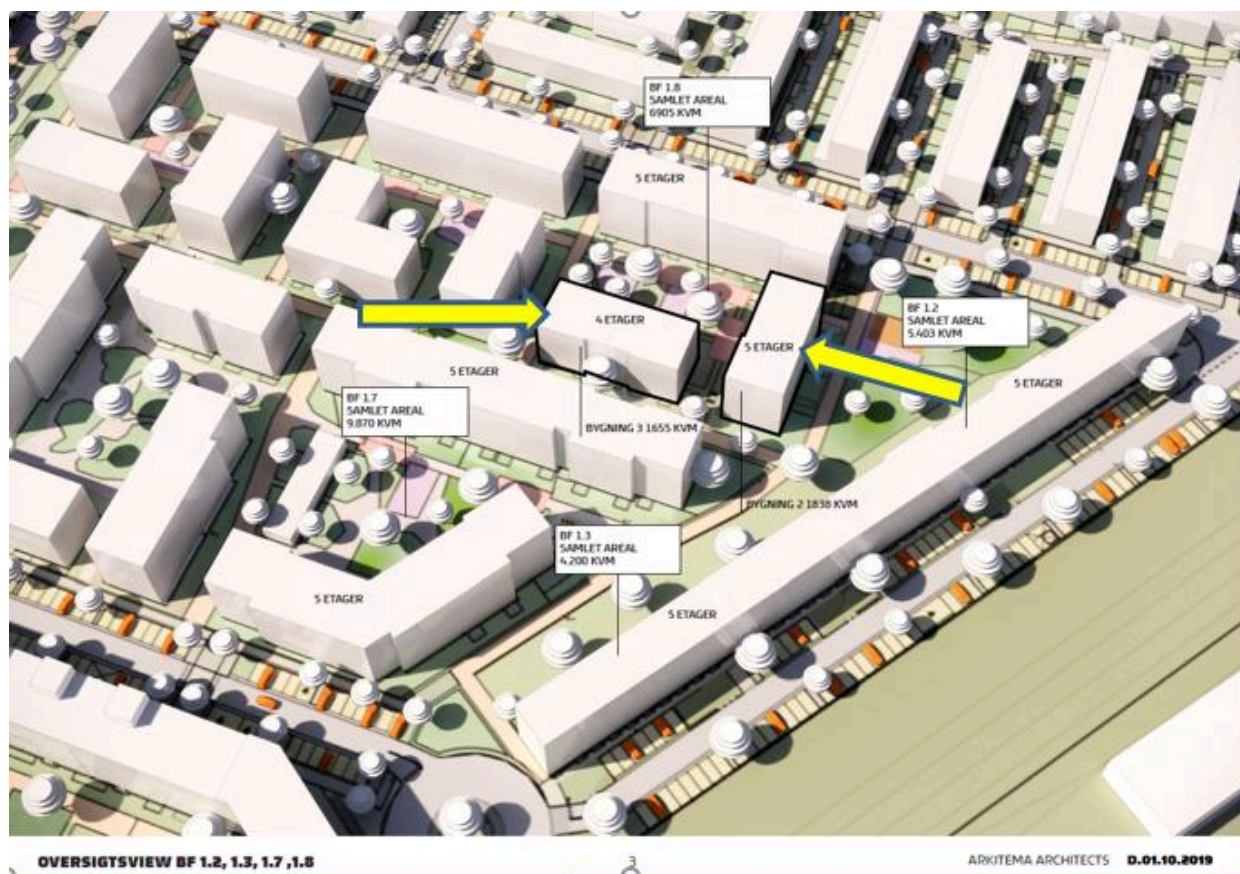 BF 1.8
SAMLET AREAL
6905 KVM
5 ETAGER
BF 1.2
SAMLET AREAL
5.403 KVM
4 ETAGER
5 ETAGER
5 ETAGER
5 ETAGER
BF 1.7
SAMLET AREAL
9.870 KVM
BYGNING 3 1655 KVM
BYGNING 2 1838 KVM
BF 1.3
SAMLET AREAL
4.200 KVM
5 ETAGER
5 ETAGER
OVERSIGTSVIEW BF 1.2, 1.3, 1.7 ,1.8
3
ARKITEMA ARCHITECTS D.01.10.2019